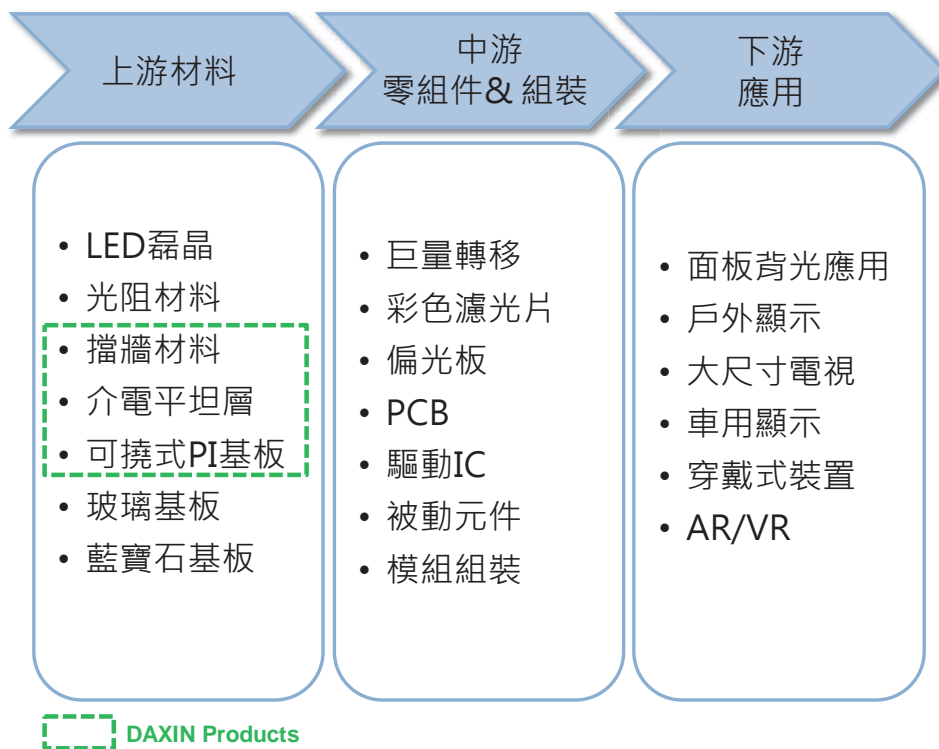 上游材料
中游
零組件& 組裝
下游
應用
• LED磊晶
• 光阻材料
• 擋牆材料
• 介電平坦層
• 可撓式PI基板
• 玻璃基板
• 藍寶石基板
• 巨量轉移
• 彩色濾光片
• 偏光板
• PCB
• 驅動IC
• 被動元件
• 模組組裝
• 面板背光應用
• 戶外顯示
• 大尺寸電視
• 車用顯示
• 穿戴式裝置
• AR/VR
DAXIN Products